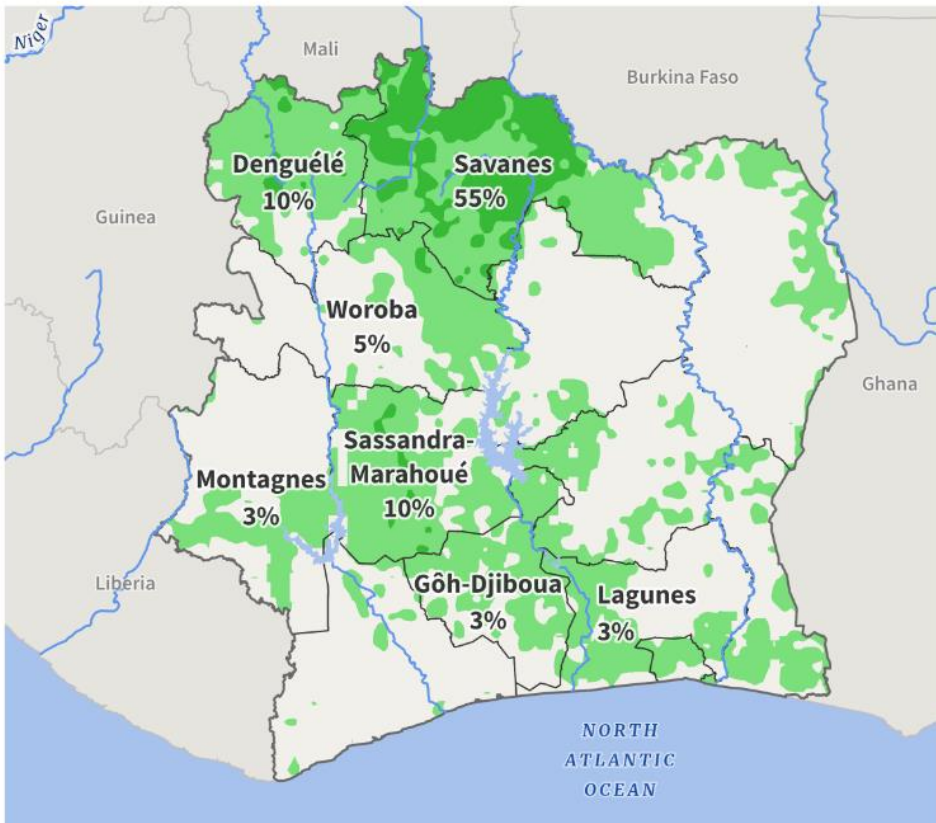 Niger
Mali
Burkina Faso
Denguélé
10%
Savanes
55%
Guinea
Woroba
5%
Ghana
Sassandra-
Marahoué
10%
Montagnes
3%
Liberia
Gôh-Djiboua
3%
Lagunes
3%
NORTH
ATLANTIC
OCEAN